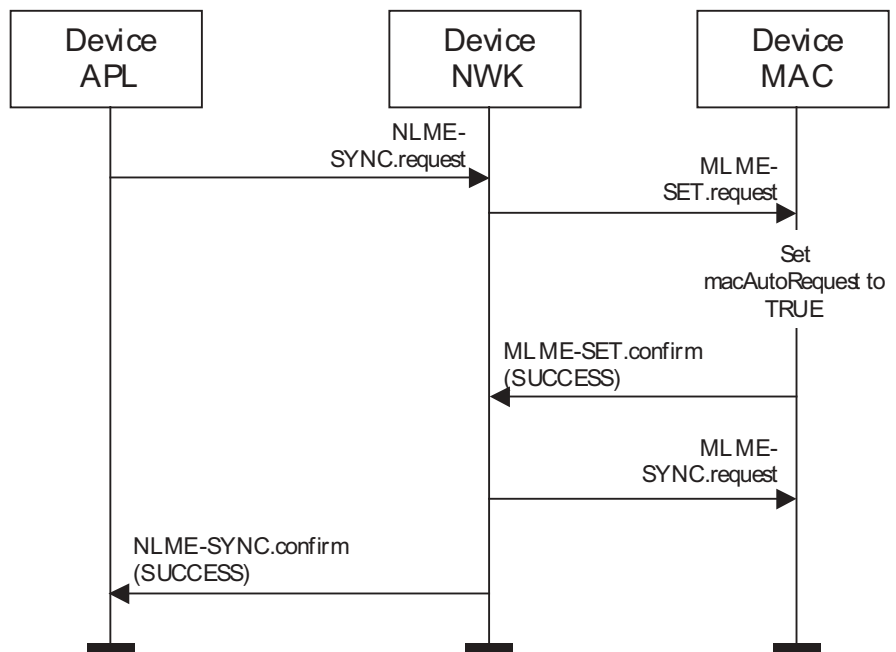 Device
APL
Device
NWK
Device
MAC
NLME-
SYNC.request
MLME-
SET.request
Set
macAutoRequest to
TRUE
MLME-SET.confirm
(SUCCESS)
MLME-
SYNC.request
NLME-SYNC.confirm
(SUCCESS)